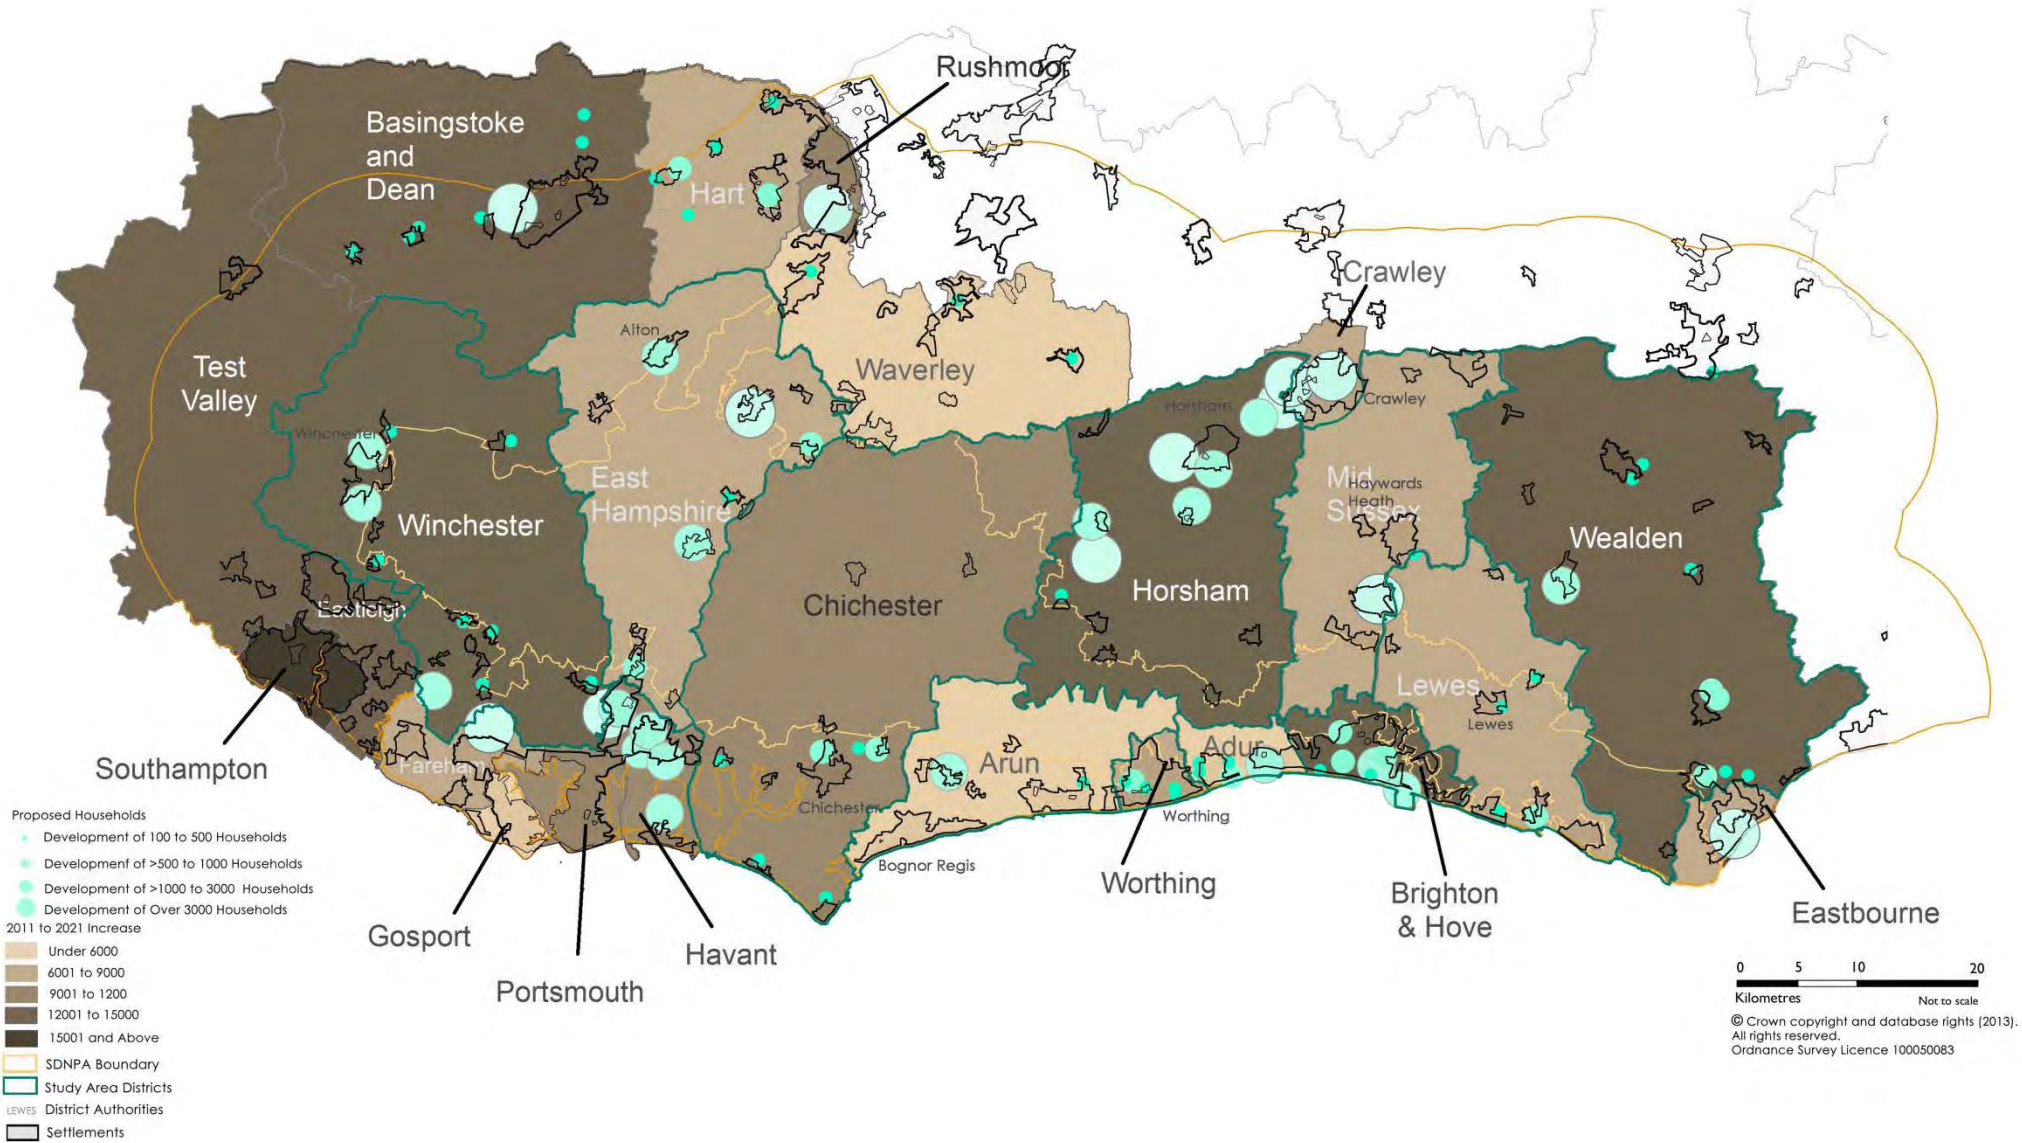 Rushmoor
Basingstoke
and
Dean
Hart
Crawley
Alton
Test
Valley
Waverley
Horsham
Crawley
Winchester
East
Hampshire
Winchester
Mid
Sussex
Haywards
Heath
Wealden
Chichester
Horsham
Eastleigh
Lewes
Lewes
Southampton
Fareham
Arun
Adur
Chichester
Worthing
Bognor Regis
Worthing
Brighton
& Hove
Eastbourne
Gosport
Havant
Portsmouth
Proposed Households
Development of 100 to 500 Households
Development of >500 to 1000 Households
Development of >1000 to 3000 Households
Development of Over 3000 Households
2011 to 2021 Increase
Under 6000
6001 to 9000
9001 to 1200
12001 to 15000
15001 and Above
SDNPA Boundary
Study Area Districts
LEWES District Authorities
Settlements
0 5 10 20
Kilometres
Not to scale
© Crown copyright and database rights (2013).
All rights reserved.
Ordnance Survey Licence 100050083